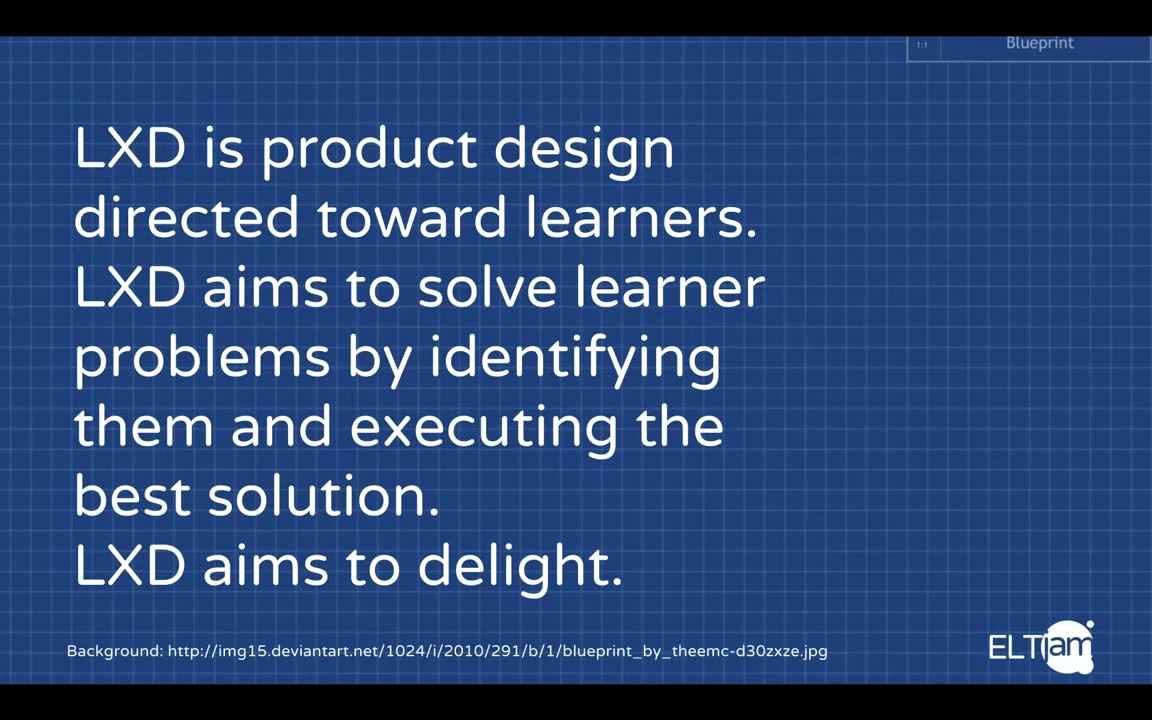 1:1
Blueprint
LXD is product design
directed toward learners.
LXD aims to solve learner
problems by identifying
them and executing the
best solution.
LXD aims to delight.
Background: http://img15.deviantart.net/1024/i/2010/291/b/1/blueprint_by_theemc-d30zxze.jpg
ELTjam